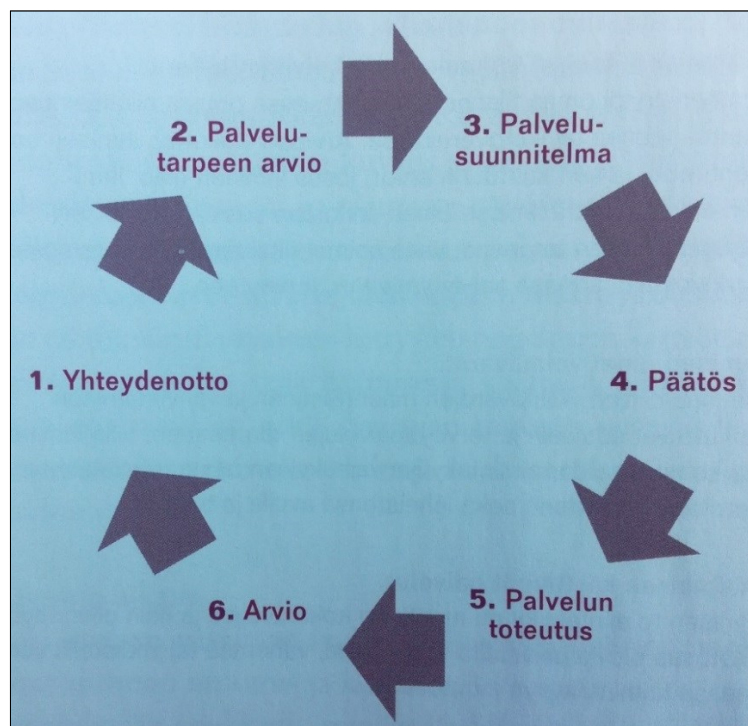 1. Yhteydenotto
2. Palvelu-
tarpeen arvio
3. Palvelu-
suunnitelma
4. Päätös
5. Palvelun
toteutus
6. Arvio